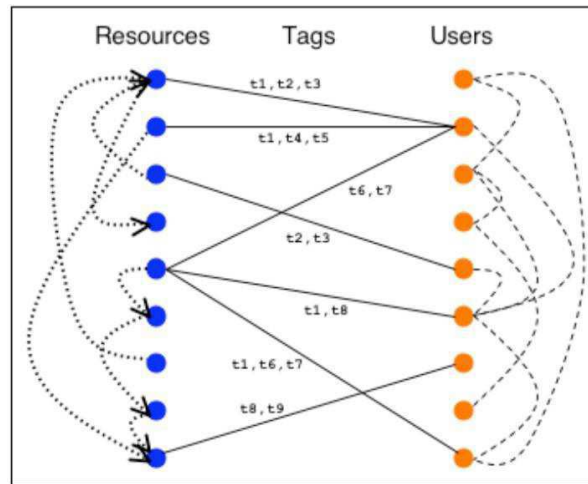 Resources Tags Users
t1,t2,t3
t1,t4,t5
t6,t7
t2,t3
t1,t8
t1,t6,t7
t8,t9